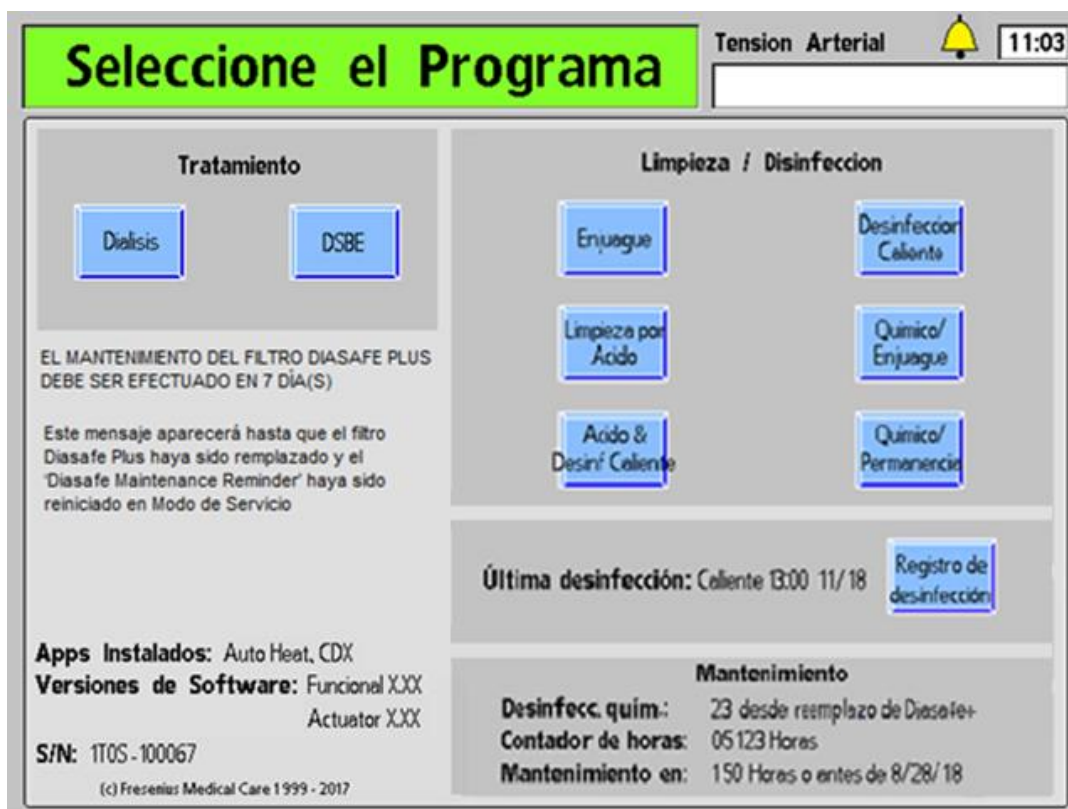 Seleccione el Programa
Tension Arterial
11:03
Tratamiento
Dialisis
DSBE
EL MANTENIMIENTO DEL FILTRO DIASAFE PLUS
DEBE SER EFECTUADO EN 7 DÍA(S)
Este mensaje aparecerá hasta que el filtro
Diasafe Plus haya sido remplazado y el
'Diasafe Maintenance Reminder' haya sido
reiniciado en Modo de Servicio
Apps Instalados: Auto Heat, CDX
Versiones de Software: Funcional X.XX
Actuator X.XX
S/N: 1T0S-100067
(c) Fresenius Medical Care 1999 - 2017
Limpieza / Disinfeccion
Enjuague
Desinfeccion
Caliente
Limpieza por
Acido
Quimico/
Enjuague
Acido &
Desinf Caliente
Quimico/
Permanencia
Última desinfección: Caliente 13:00 11/18
Registro de
desinfección
Mantenimiento
Desinfecc. quím.: 23 desde reemplazo de Diasafe+
Contador de horas: 05123 Horas
Mantenimiento en: 150 Horas o antes de 8/28/18